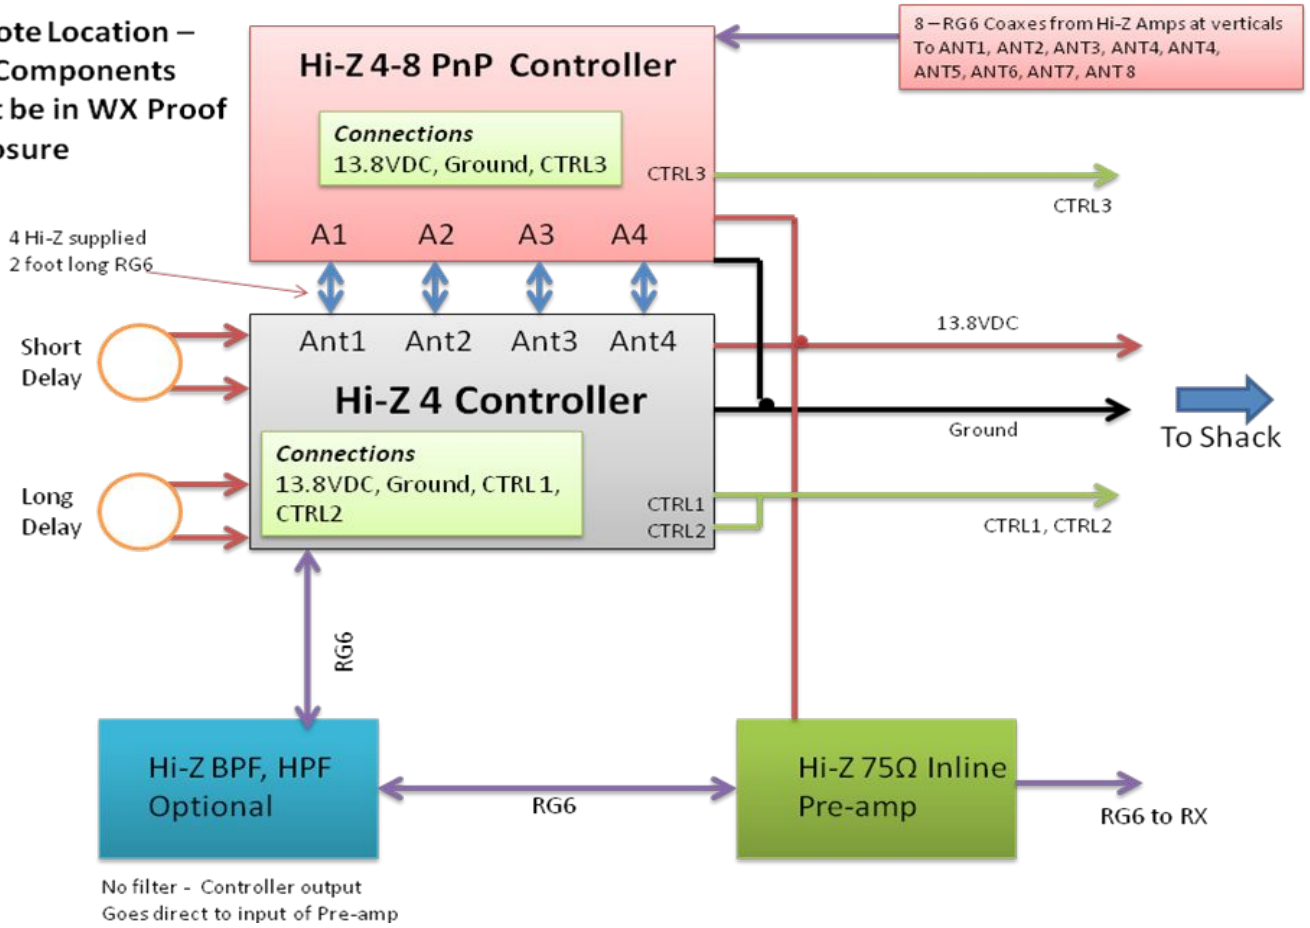 ote Location –
Components
t be in WX Proof
osure
Hi-Z 4-8 PnP Controller
8 – RG6 Coaxes from Hi-Z Amps at verticals
To ANT1, ANT2, ANT3, ANT4, ANT4,
ANT5, ANT6, ANT7, ANT 8
Connections
13.8VDC, Ground, CTRL3
CTRL3
CTRL3
A1 A2 A3 A4
4 Hi-Z supplied
2 foot long RG6
Ant1 Ant2 Ant3 Ant4
13.8VDC
Short
Delay
Hi-Z 4 Controller
Ground
To Shack
Connections
13.8VDC, Ground, CTRL1,
CTRL2
Long
Delay
CTRL1
CTRL2
CTRL1, CTRL2
RG6
Hi-Z BPF, HPF
Optional
RG6
Hi-Z 75Ω Inline
Pre-amp
RG6 to RX
No filter - Controller output
Goes direct to input of Pre-amp